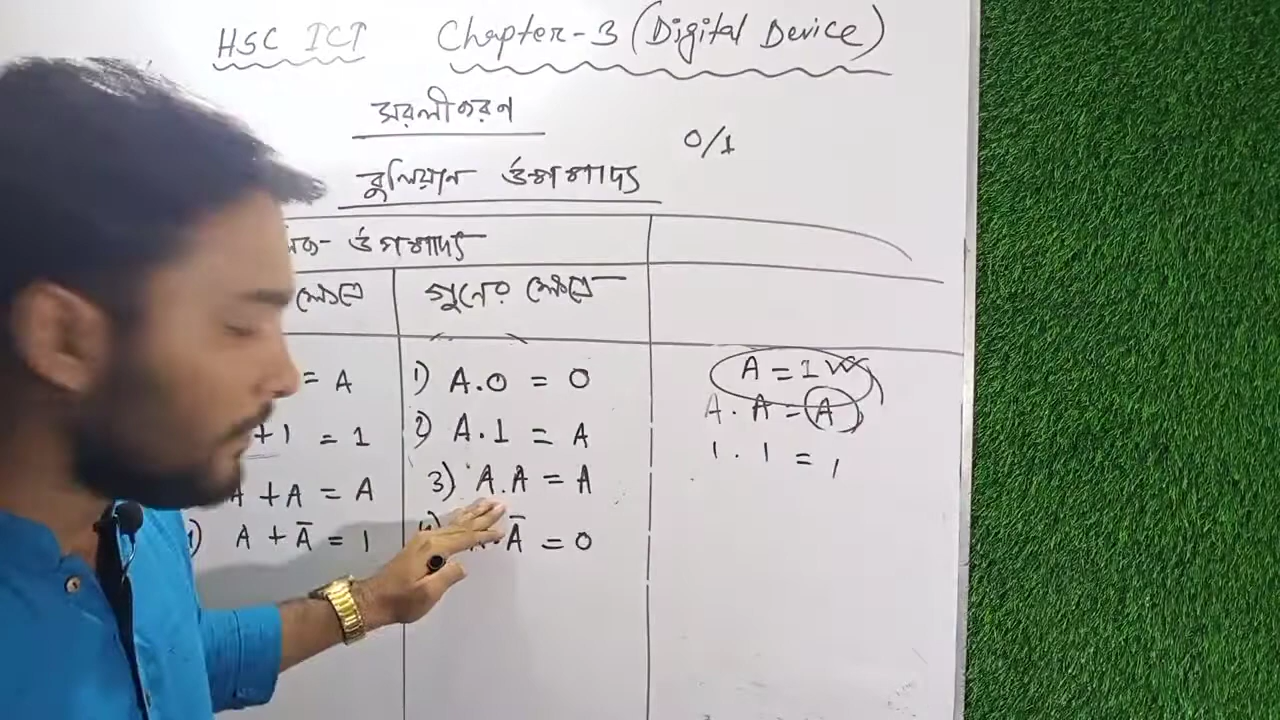 HSC ICT Chapter-3 (Digital Device)
সরলীকরণ
0/1
বুলিয়ান উপপাদ্য
উপপাদ্য
ক্ষেত্রে
গুনের ক্ষেত্রে
= A
+1 = 1
A + A = A
A + Ā = 1
1) A.0 = 0
2) A.1 = A
3) A.A = A
Ā = 0
A = 1
A . A = A
1 . 1 = 1